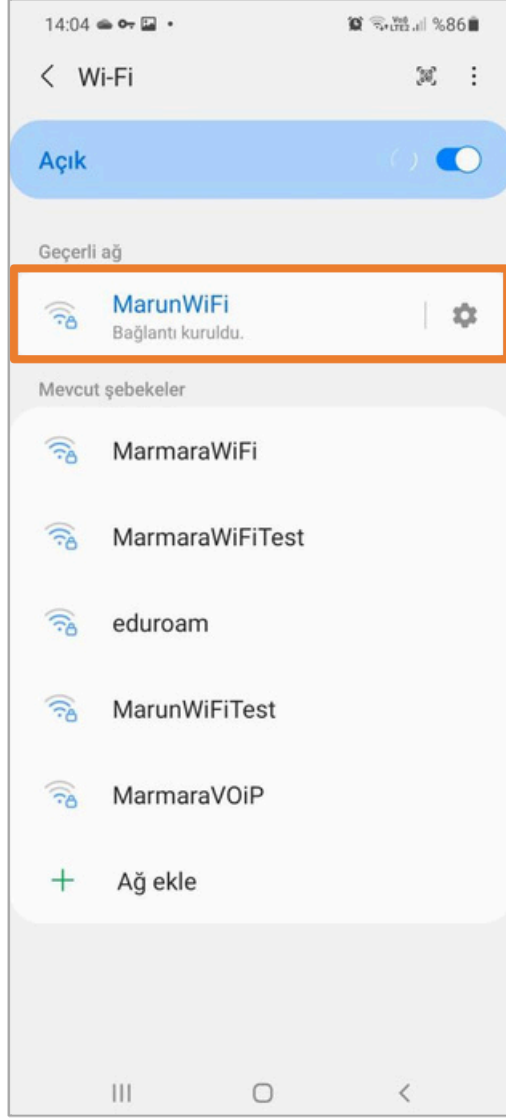 14:04 %86
Wi-Fi
Açık
Geçerli ağ
MarunWiFi
Bağlantı kuruldu.
Mevcut şebekeler
MarmaraWiFi
MarmaraWiFiTest
eduroam
MarunWiFiTest
MarmaraVOiP
Ağ ekle